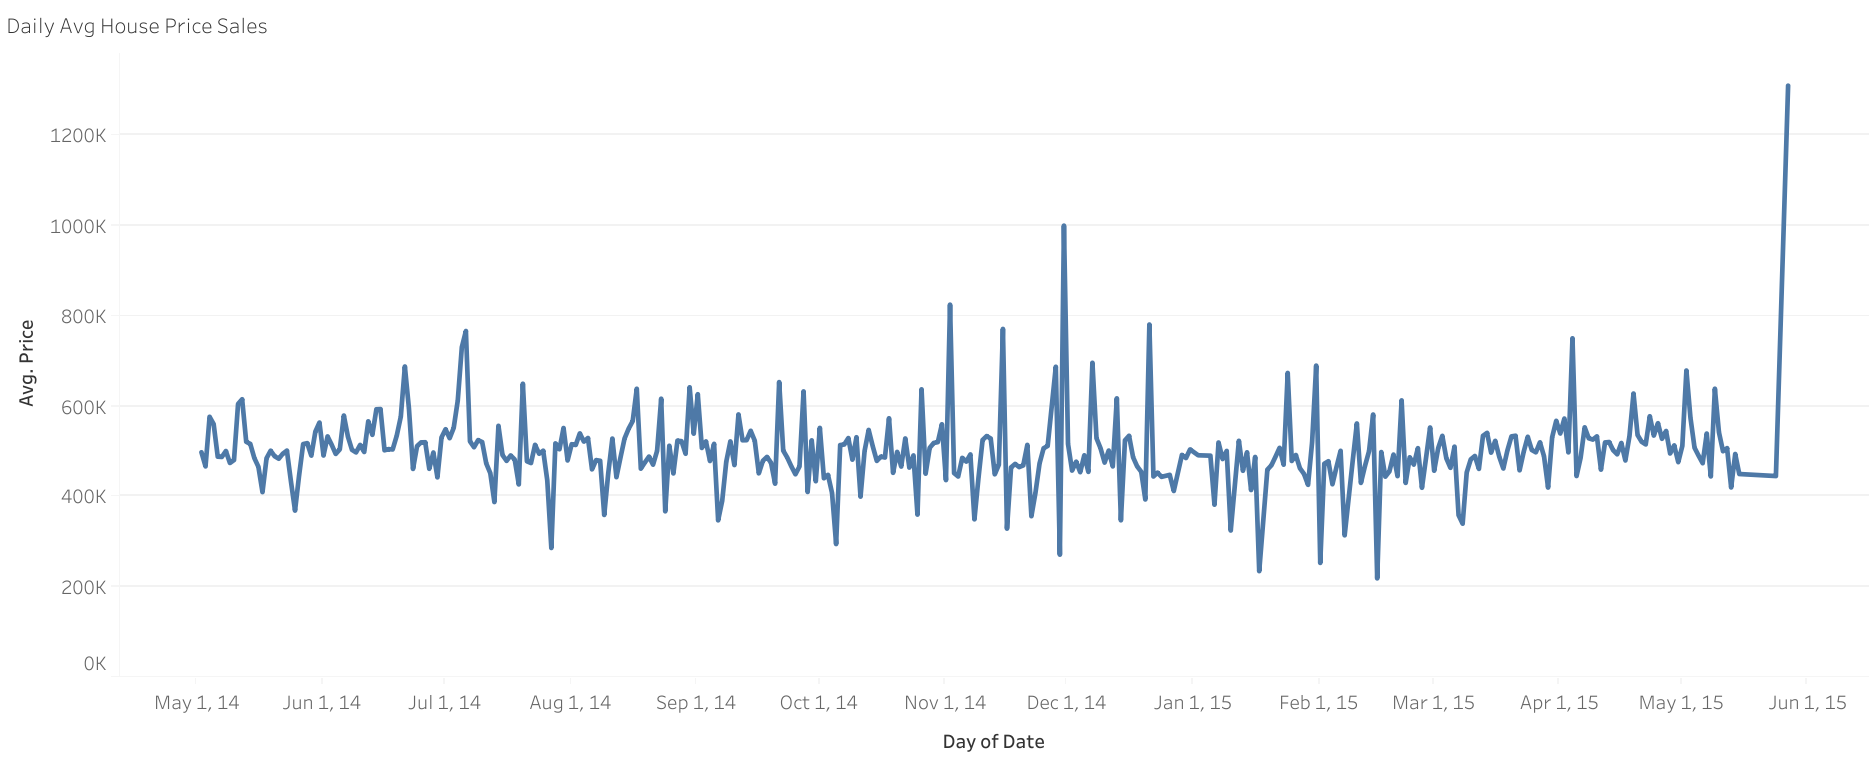 Daily Avg House Price Sales
1200K
1000K
800K
600K
400K
200K
0K
Avg. Price
May 1, 14 Jun 1, 14 Jul 1, 14 Aug 1, 14 Sep 1, 14 Oct 1, 14 Nov 1, 14 Dec 1, 14 Jan 1, 15 Feb 1, 15 Mar 1, 15 Apr 1, 15 May 1, 15 Jun 1, 15
Day of Date